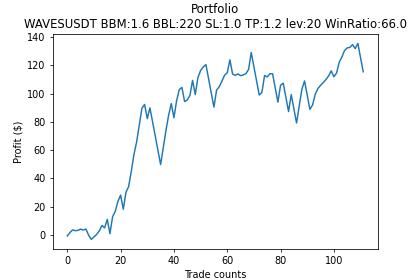 Portfolio
WAVESUSDT BBM:1.6 BBL:220 SL:1.0 TP:1.2 lev:20 WinRatio:66.0
140
120
100
80
60
40
20
0
Profit ($)
0 20 40 60 80 100
Trade counts